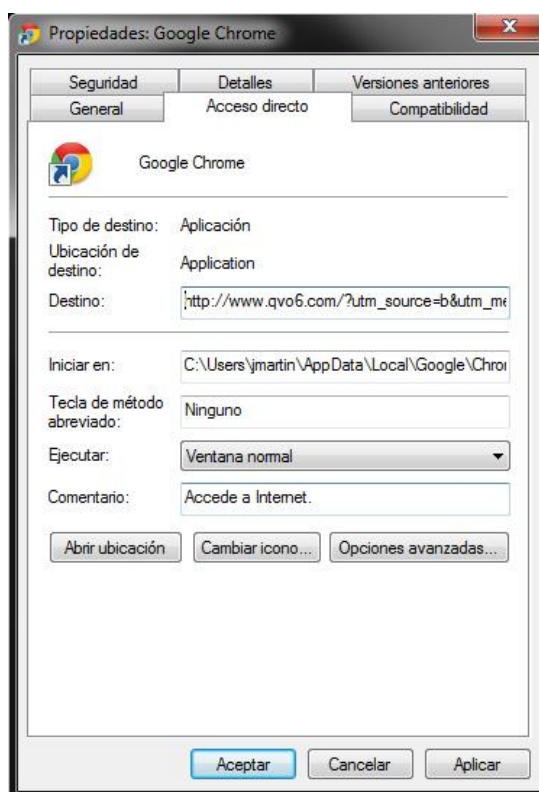 Propiedades: Google Chrome
Seguridad Detalles Versiones anteriores
General Acceso directo Compatibilidad
Google Chrome
Tipo de destino: Aplicación
Ubicación de destino: Application
Destino: http://www.qvo6.com/?utm_source=b&utm_me
Iniciar en: C:\Users\jmartin\AppData\Local\Google\Chro
Tecla de método abreviado: Ninguno
Ejecutar: Ventana normal
Comentario: Accede a Internet.
Abrir ubicación Cambiar icono... Opciones avanzadas...
Aceptar Cancelar Aplicar